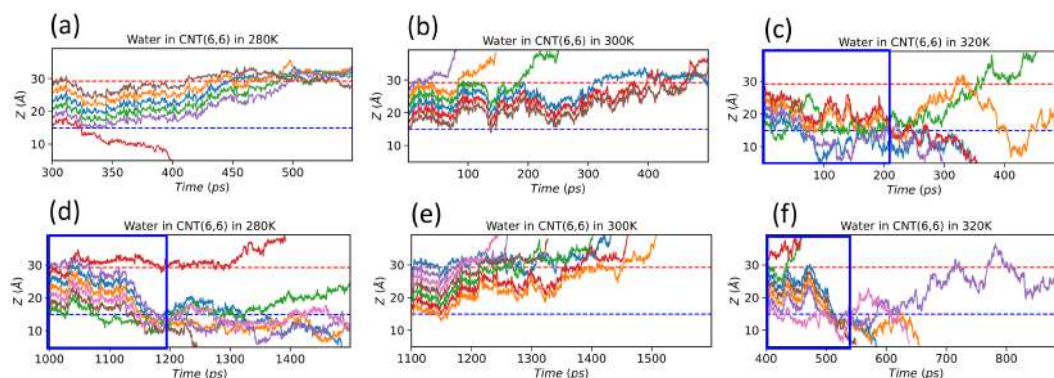 (a)
Water in CNT(6,6) in 280K
Z (Å)
30
20
10
300 350 400 450 500
Time (ps)
(b)
Water in CNT(6,6) in 300K
Z (Å)
30
20
10
100 200 300 400
Time (ps)
(c)
Water in CNT(6,6) in 320K
Z (Å)
30
20
10
100 200 300 400
Time (ps)
(d)
Water in CNT(6,6) in 280K
Z (Å)
30
20
10
1000 1100 1200 1300 1400
Time (ps)
(e)
Water in CNT(6,6) in 300K
Z (Å)
30
20
10
1100 1200 1300 1400 1500
Time (ps)
(f)
Water in CNT(6,6) in 320K
Z (Å)
30
20
10
400 500 600 700 800
Time (ps)